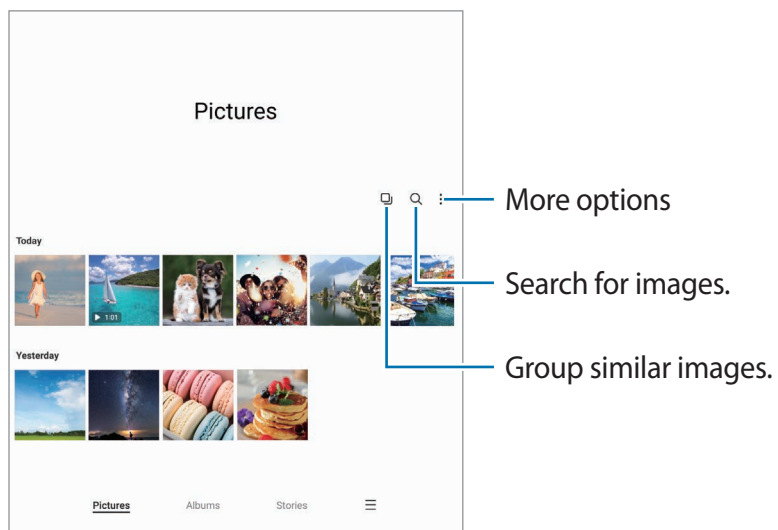 Pictures
More options
Today
Search for images.
1:01
Yesterday
Group similar images.
Pictures Albums Stories